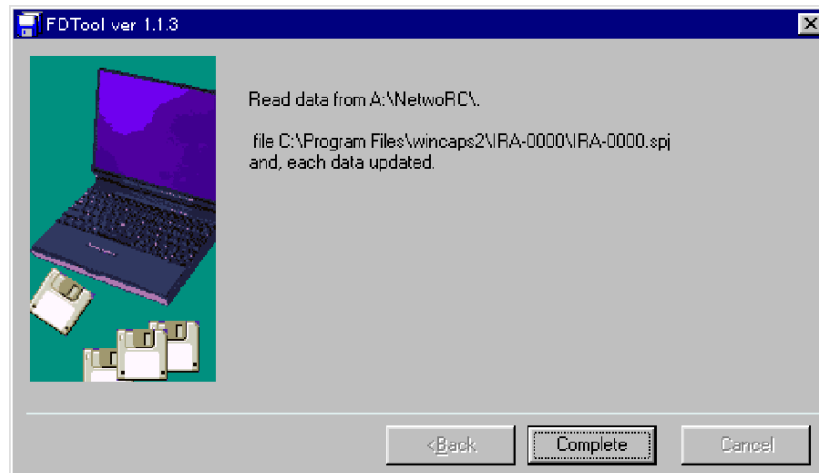 FDTool ver 1.1.3
Read data from A:\NetwoRC\.
file C:\Program Files\wincaps2\IRA-0000\IRA-0000.spj
and, each data updated.
<Back
Complete
Cancel